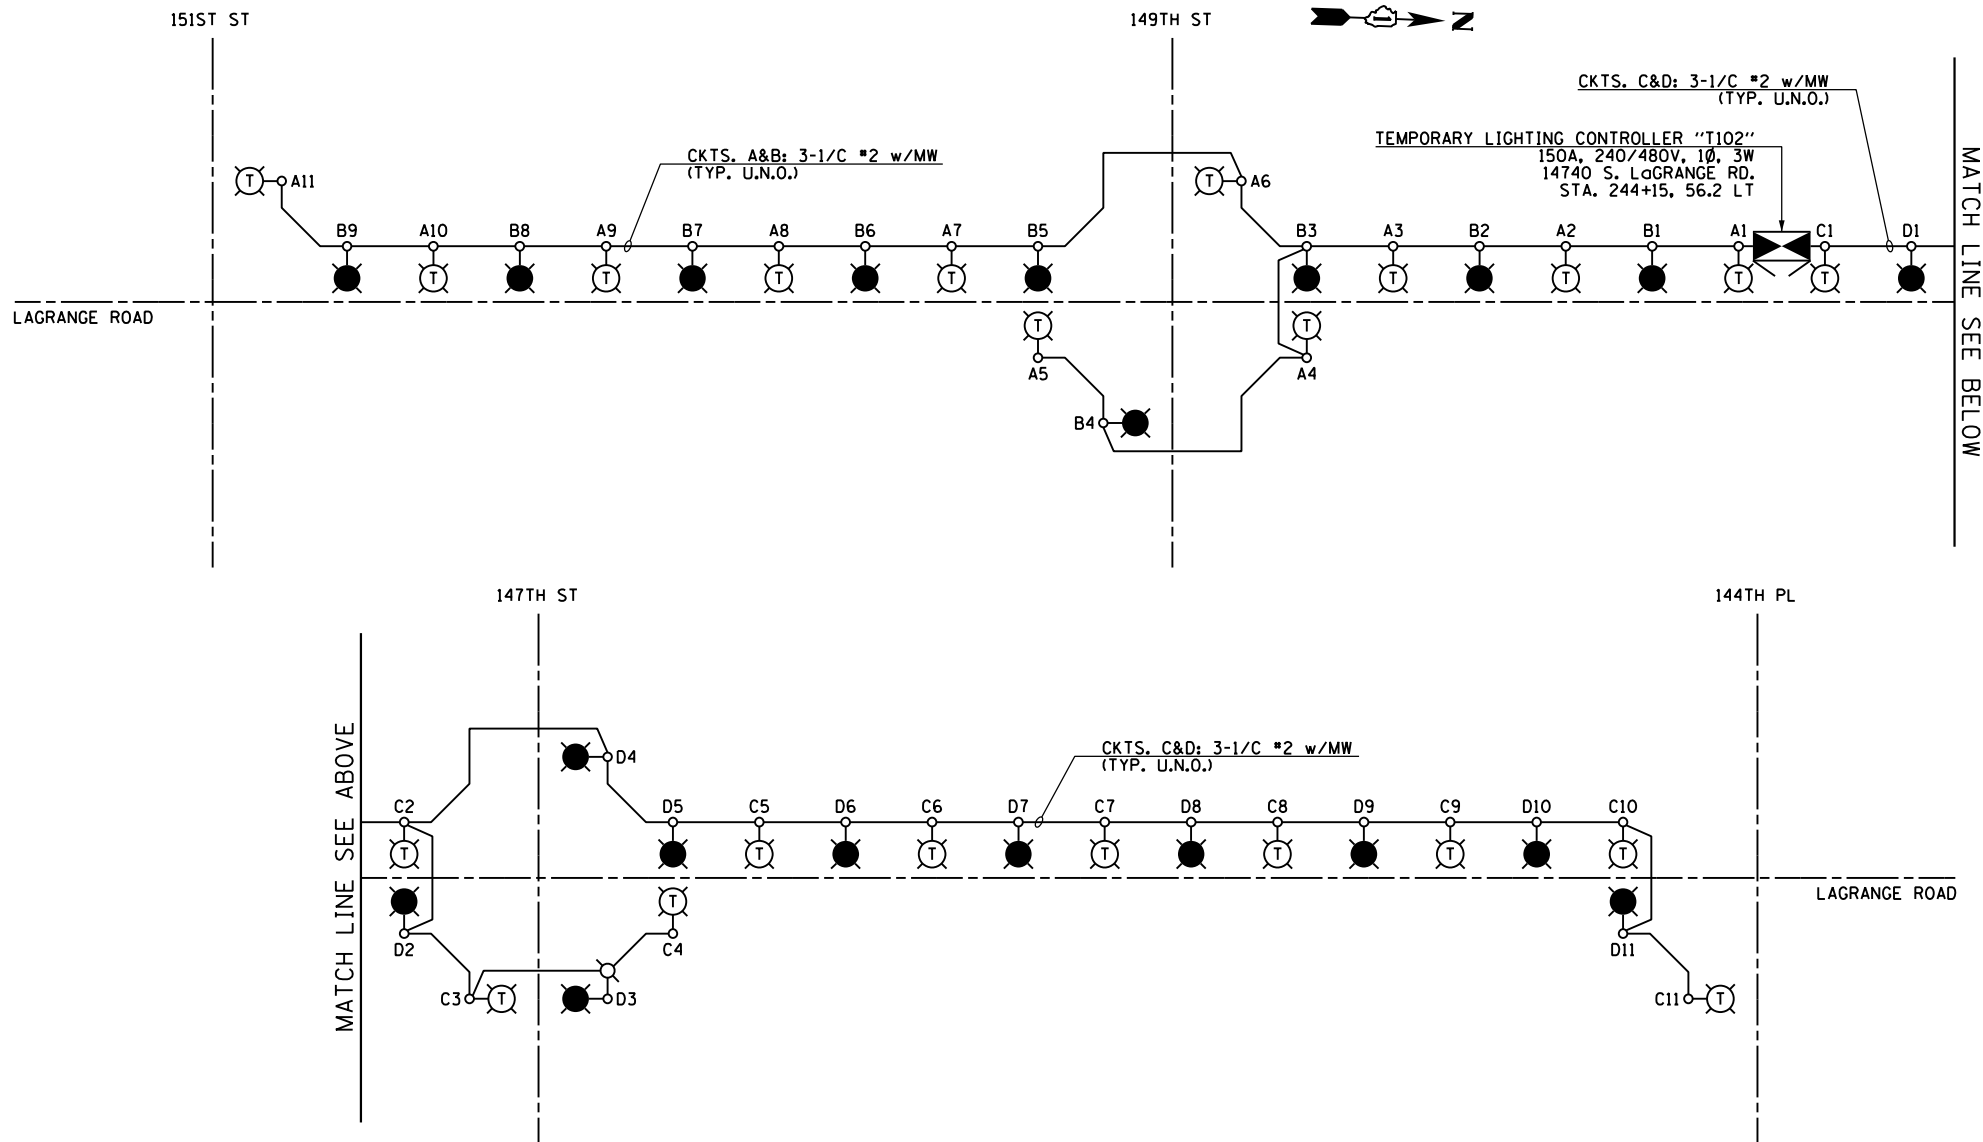 151ST ST
149TH ST
N
CKTS. C&D: 3-1/C #2 w/MW
(TYP. U.N.O.)
TEMPORARY LIGHTING CONTROLLER "T102"
150A, 240/480V, 1Ø, 3W
14740 S. LaGRANGE RD.
STA. 244+15, 56.2 LT
CKTS. A&B: 3-1/C #2 w/MW
(TYP. U.N.O.)
MATCH LINE SEE BELOW
T A11
T A6
B9 A10 B8 A9 B7 A8 B6 A7 B5 B3 A3 B2 A2 B1 A1 C1 D1
T T T T T T T T
LAGRANGE ROAD
T T
A5 A4
B4
147TH ST
144TH PL
MATCH LINE SEE ABOVE
D4
CKTS. C&D: 3-1/C #2 w/MW
(TYP. U.N.O.)
C2 D5 C5 D6 C6 D7 C7 D8 C8 D9 C9 D10 C10
T T T T T T T
LAGRANGE ROAD
T
D2 C4 D11
C3 T D3 C11 T